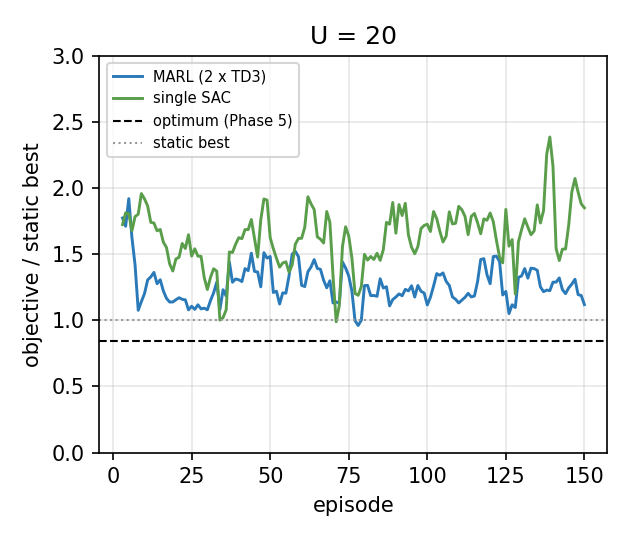 U = 20
3.0
2.5
2.0
1.5
1.0
0.5
0.0
objective / static best
MARL (2 x TD3)
single SAC
optimum (Phase 5)
static best
0 25 50 75 100 125 150
episode